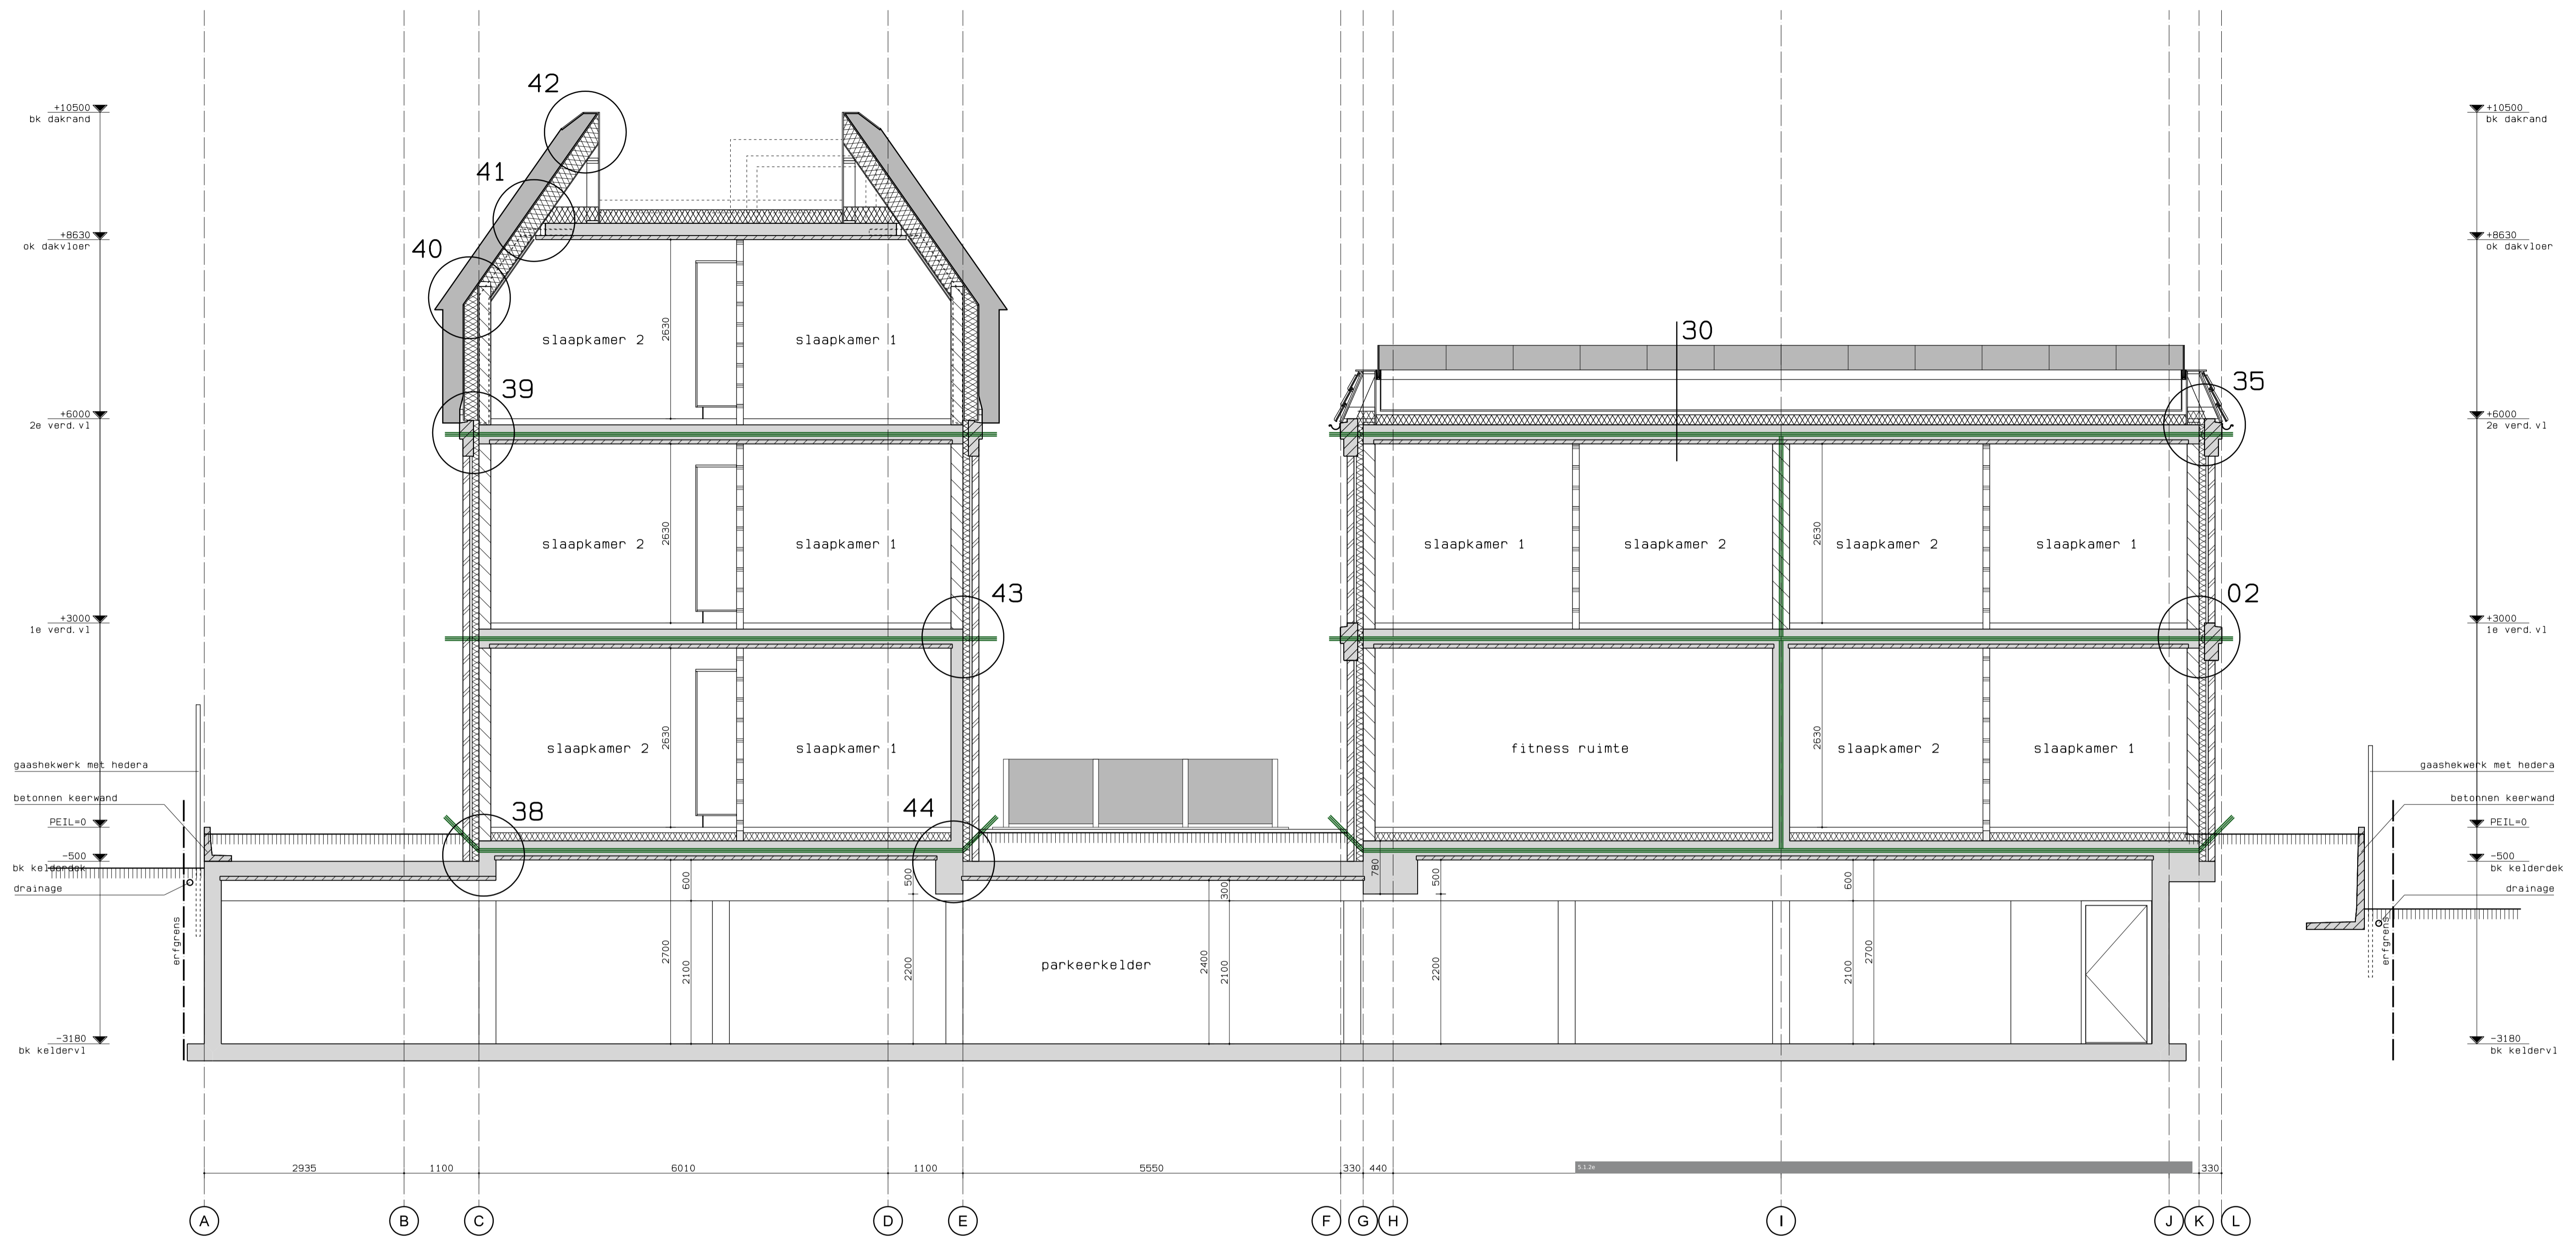 42
+10500
bk dakrand
+10500
bk dakrand
41
+8630
ok dakvloer
+8630
ok dakvloer
40
slaapkamer 2
2630
slaapkamer 1
30
39
35
+6000
2e verd.vl
+6000
2e verd.vl
slaapkamer 2
2630
slaapkamer 1
slaapkamer 1
slaapkamer 2
2630
slaapkamer 2
slaapkamer 1
43
02
+3000
1e verd.vl
+3000
1e verd.vl
slaapkamer 2
2630
slaapkamer 1
fitness ruimte
2630
slaapkamer 2
slaapkamer 1
gaashekwerk met hedera
gaashekwerk met hedera
betonnen keerwand
betonnen keerwand
38
44
PEIL=0
PEIL=0
-500
bk kelderdek
-500
bk kelderdek
drainage
drainage
600
500
300
780
500
600
erfgrens
erfgrens
2700
2100
2200
parkeerkelder
2400
2100
2200
2100
2700
-3180
bk keldervl
-3180
bk keldervl
2935
1100
6010
1100
5550
330
440
5.1.2e
330
A
B
C
D
E
F
G
H
I
J
K
L